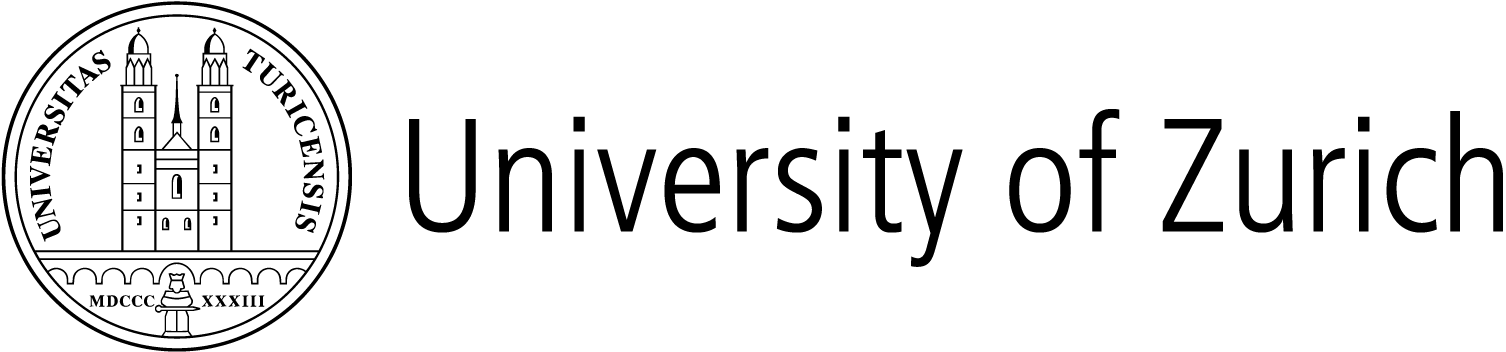 UNIVERSITAS TURICENSIS
MDCCC XXXIII
University of Zurich